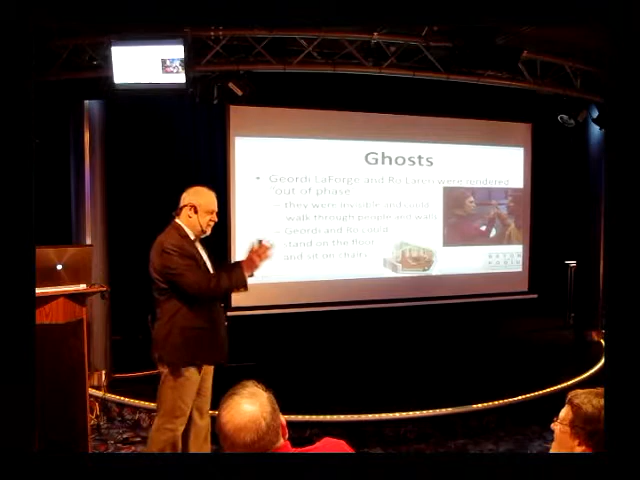 Ghosts
• Geordi LaForge and Ro Laren were rendered
"out of phase
– they were invisible and could
walk through people and walls
– Geordi and Ro could
stand on the floor
and sit on chairs